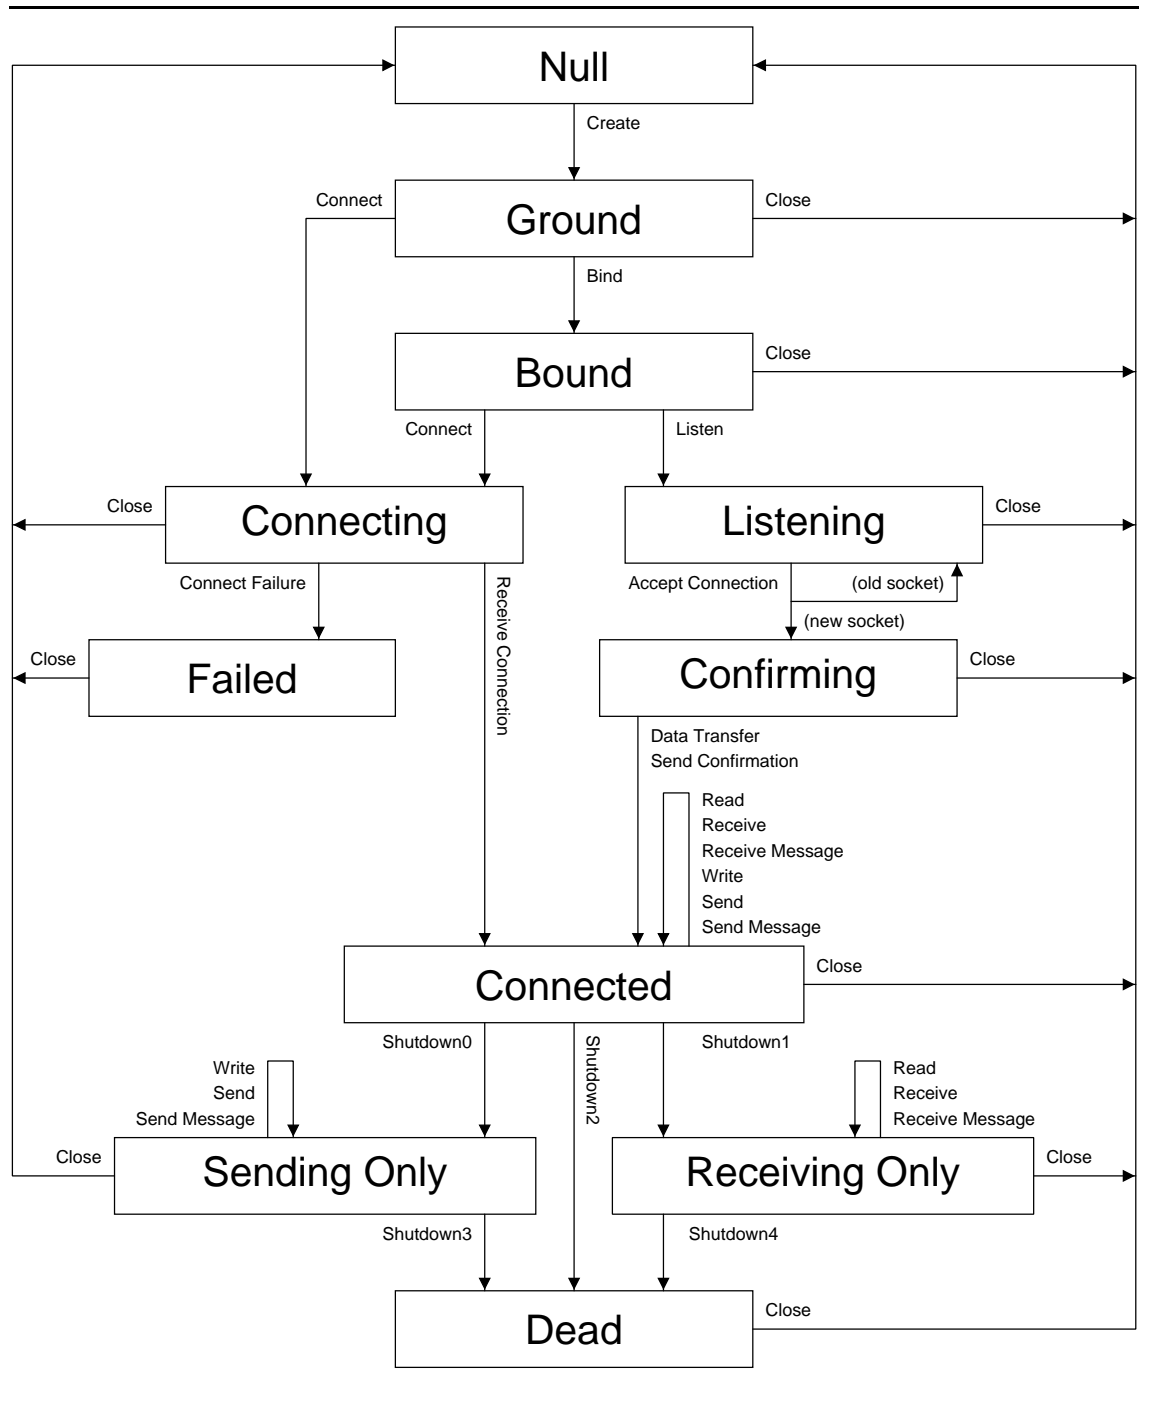 Null
Create
Connect
Ground
Close
Bind
Bound
Close
Connect
Listen
Close
Connecting
Listening
Close
Connect Failure
Receive Connection
Accept Connection
(old socket)
(new socket)
Close
Failed
Confirming
Close
Data Transfer
Send Confirmation
Read
Receive
Receive Message
Write
Send
Send Message
Connected
Close
Shutdown0
Shutdown2
Shutdown1
Write
Send
Send Message
Read
Receive
Receive Message
Close
Sending Only
Receiving Only
Close
Shutdown3
Shutdown4
Dead
Close